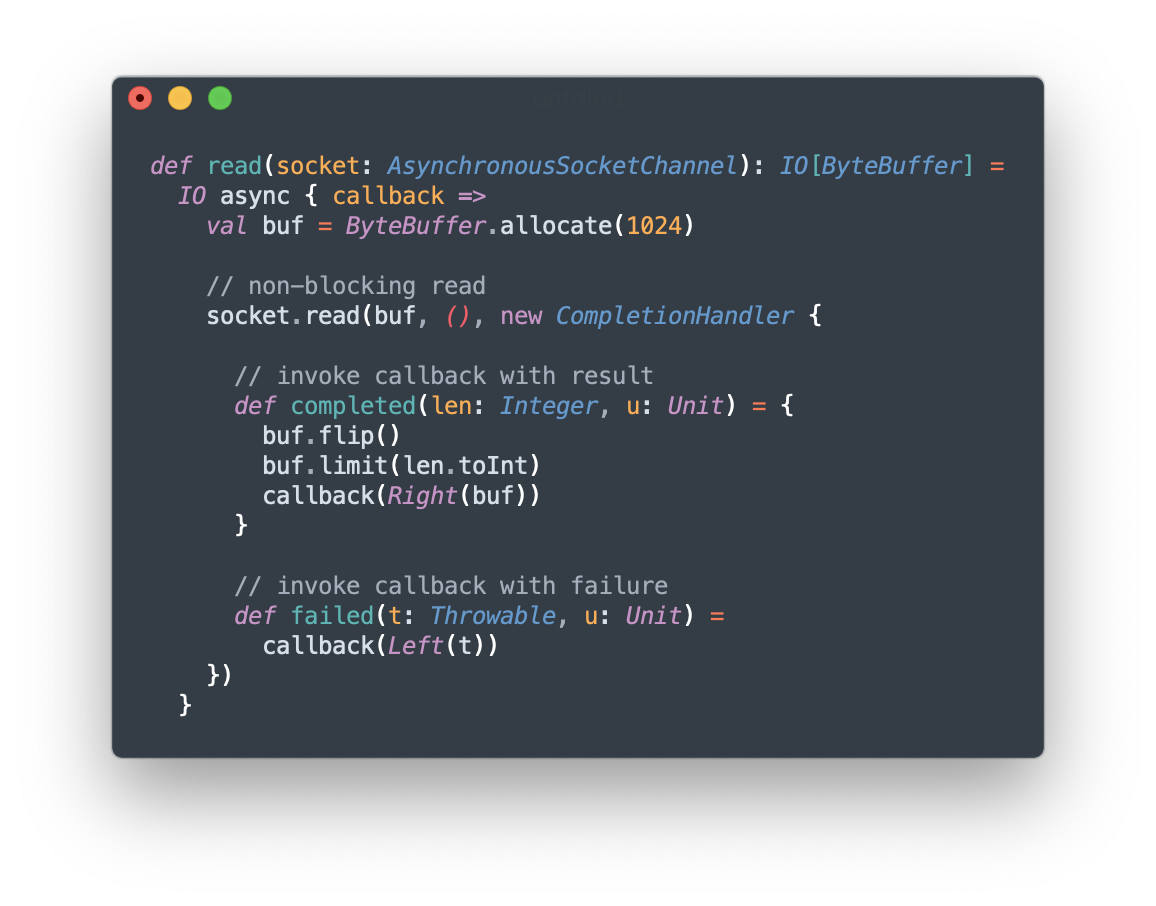 def read(socket: AsynchronousSocketChannel): IO[ByteBuffer] =
  IO async { callback =>
    val buf = ByteBuffer.allocate(1024)

    // non-blocking read
    socket.read(buf, (), new CompletionHandler {

      // invoke callback with result
      def completed(len: Integer, u: Unit) = {
        buf.flip()
        buf.limit(len.toInt)
        callback(Right(buf))
      }

      // invoke callback with failure
      def failed(t: Throwable, u: Unit) =
        callback(Left(t))
    })
  }